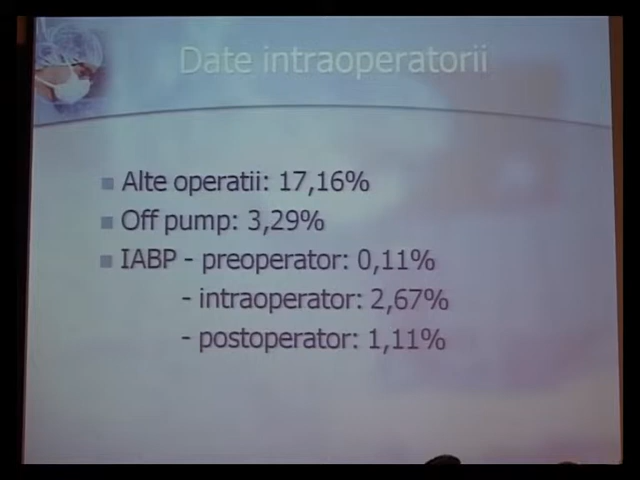 Date intraoperatorii
Alte operatii: 17,16%
Off pump: 3,29%
IABP - preoperator: 0,11%
- intraoperator: 2,67%
- postoperator: 1,11%